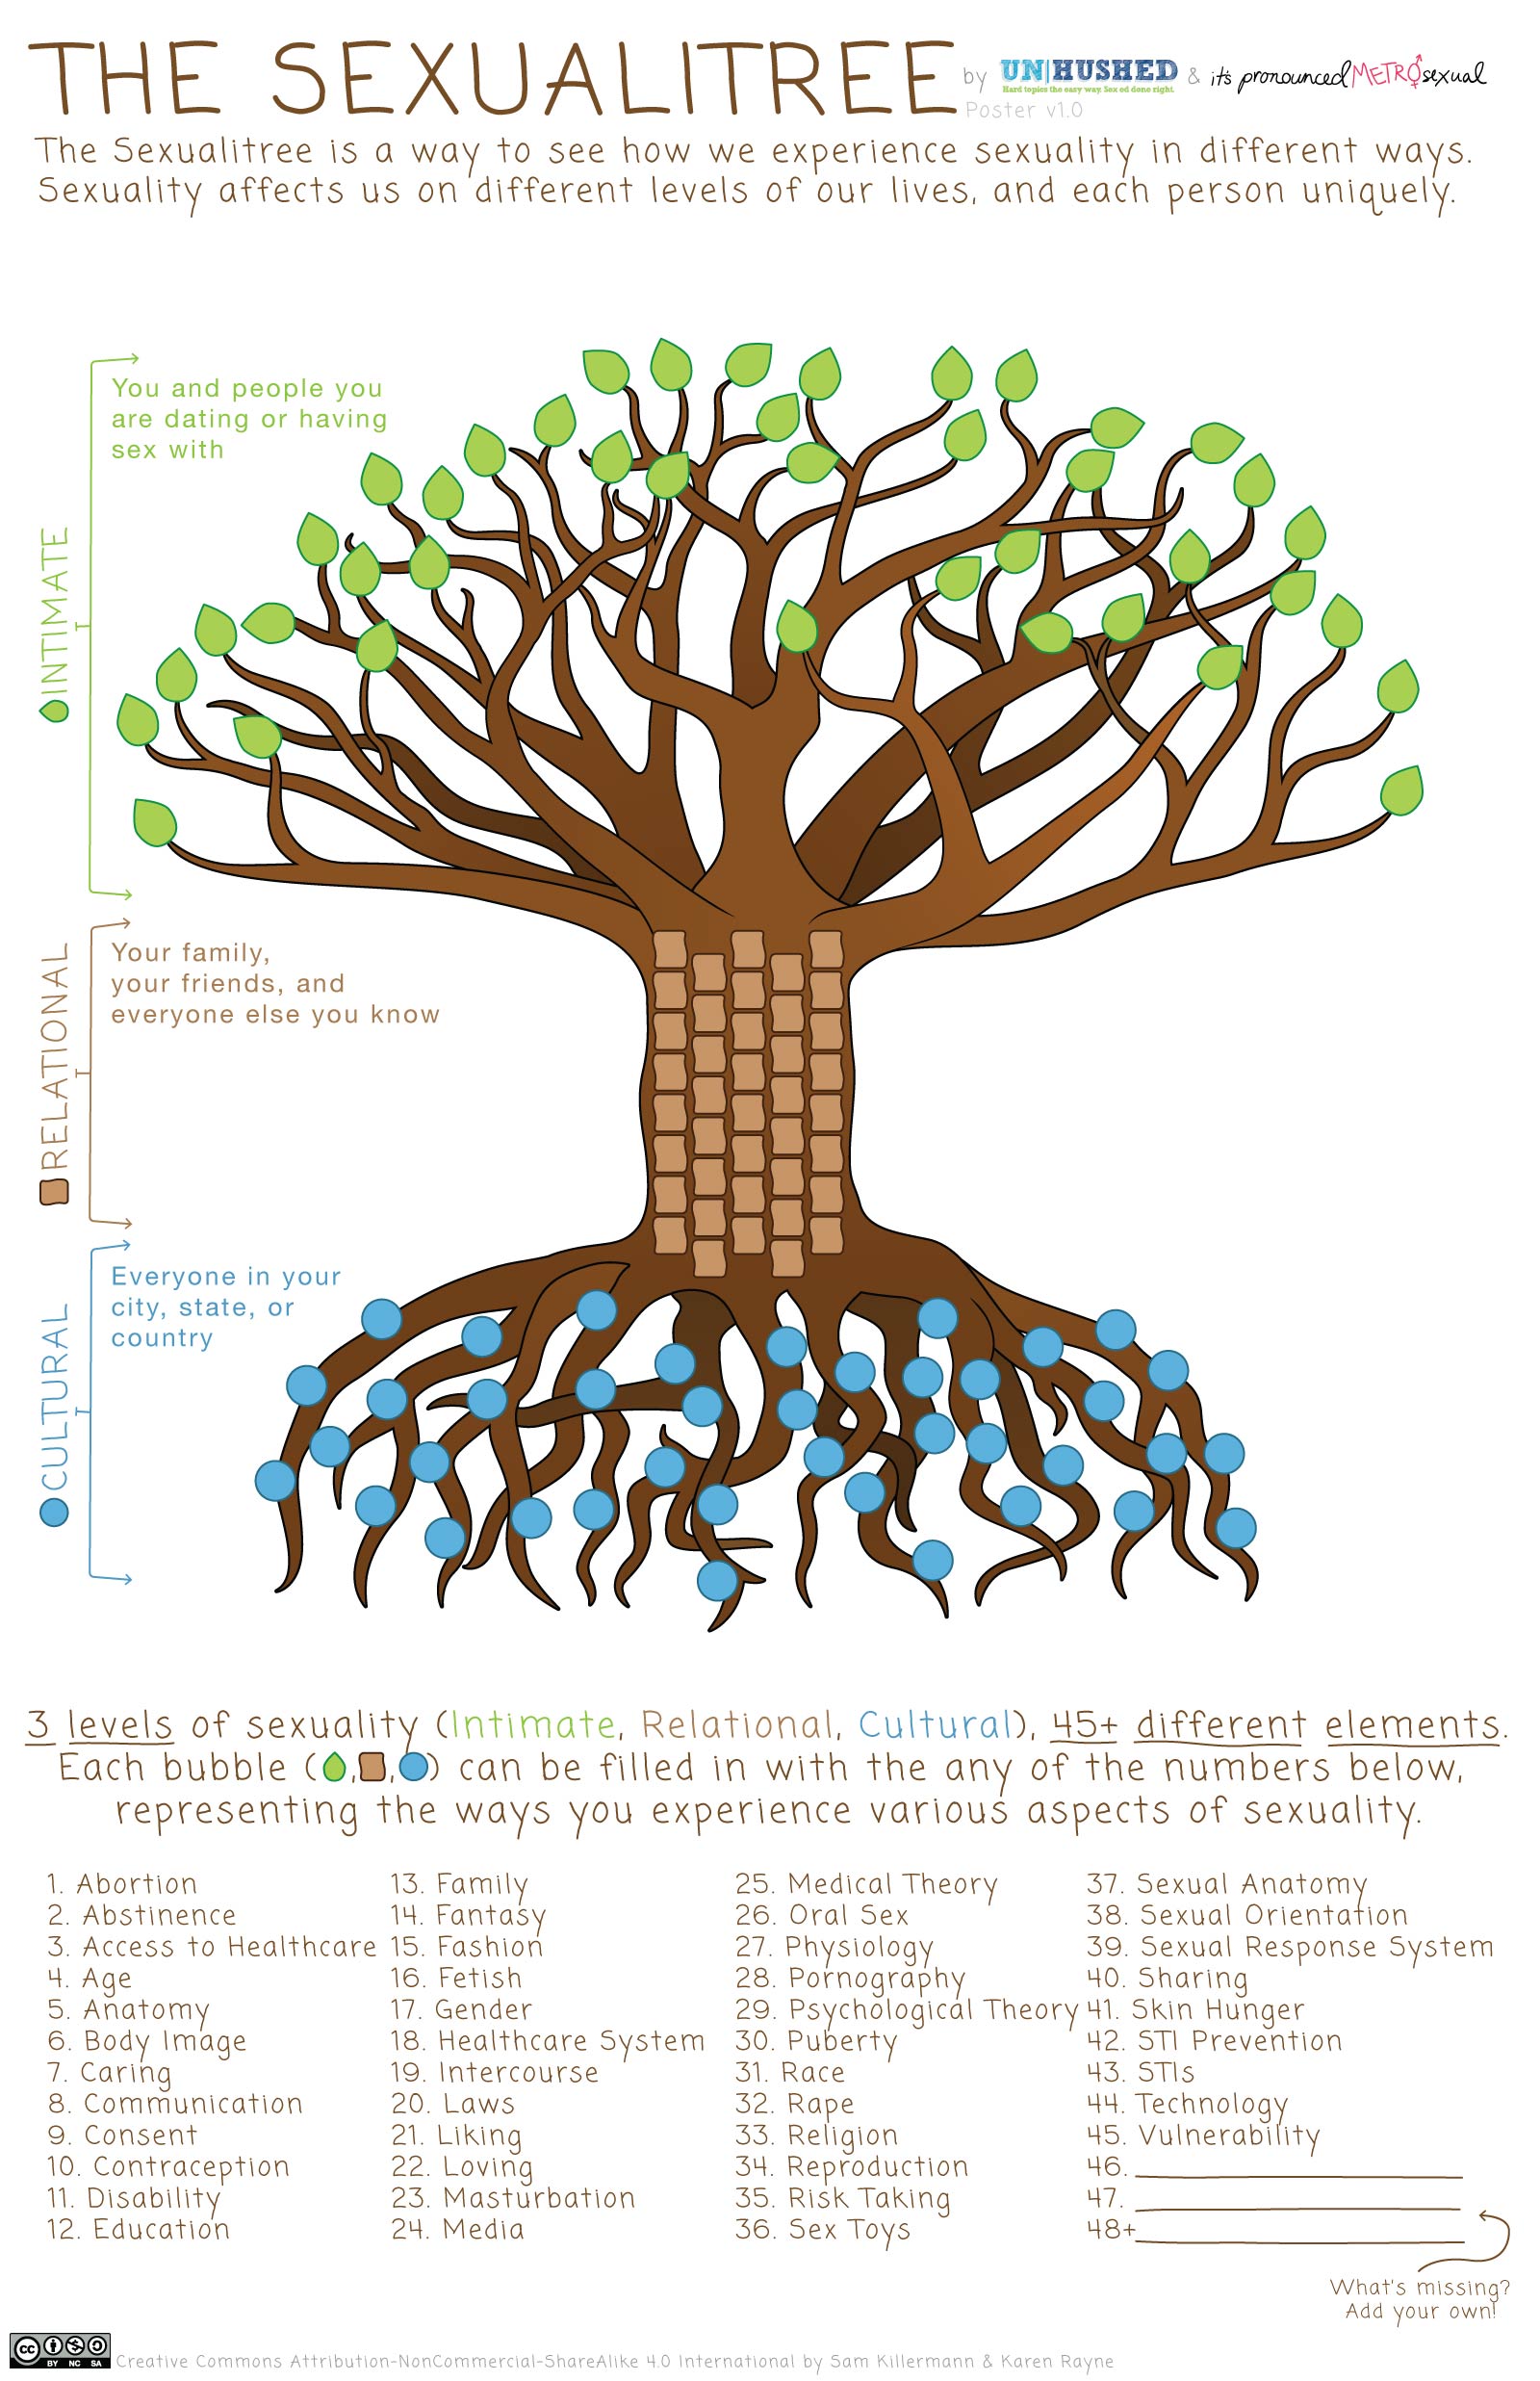 THE SEXUALITREE by UN|HUSHED & it's pronounced METROsexual
Hard topics the easy way. Sex ed done right.
Poster v1.0
The Sexualitree is a way to see how we experience sexuality in different ways.
Sexuality affects us on different levels of our lives, and each person uniquely.
INTIMATE
You and people you
are dating or having
sex with
RELATIONAL
Your family,
your friends, and
everyone else you know
CULTURAL
Everyone in your
city, state, or
country
3 levels of sexuality (Intimate, Relational, Cultural), 45+ different elements.
Each bubble ( , , ) can be filled in with the any of the numbers below,
representing the ways you experience various aspects of sexuality.
1. Abortion
2. Abstinence
3. Access to Healthcare
4. Age
5. Anatomy
6. Body Image
7. Caring
8. Communication
9. Consent
10. Contraception
11. Disability
12. Education
13. Family
14. Fantasy
15. Fashion
16. Fetish
17. Gender
18. Healthcare System
19. Intercourse
20. Laws
21. Liking
22. Loving
23. Masturbation
24. Media
25. Medical Theory
26. Oral Sex
27. Physiology
28. Pornography
29. Psychological Theory
30. Puberty
31. Race
32. Rape
33. Religion
34. Reproduction
35. Risk Taking
36. Sex Toys
37. Sexual Anatomy
38. Sexual Orientation
39. Sexual Response System
40. Sharing
41. Skin Hunger
42. STI Prevention
43. STIs
44. Technology
45. Vulnerability
46.
47.
48+
What's missing?
Add your own!
cc BY NC SA
Creative Commons Attribution-NonCommercial-ShareAlike 4.0 International by Sam Killermann & Karen Rayne